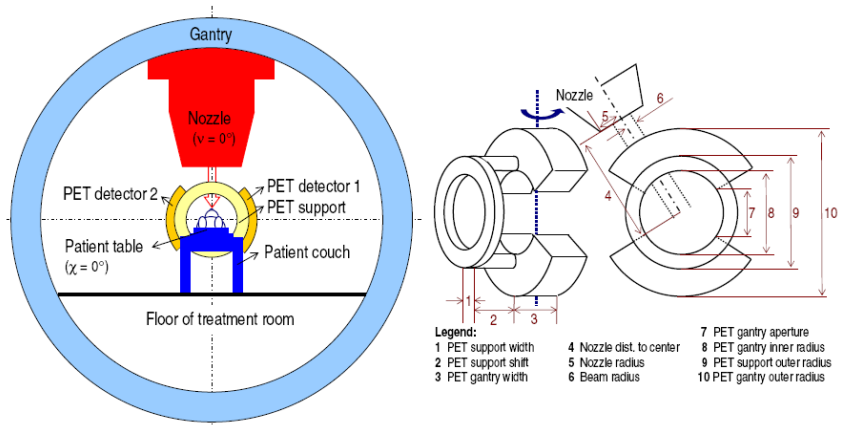 Gantry
Nozzle
(ν = 0°)
PET detector 2
PET detector 1
PET support
Patient table
(χ = 0°)
Patient couch
Floor of treatment room
Nozzle
6
5
4
7
8
9
10
1
2
3
Legend:
1 PET support width
2 PET support shift
3 PET gantry width
4 Nozzle dist. to center
5 Nozzle radius
6 Beam radius
7 PET gantry aperture
8 PET gantry inner radius
9 PET support outer radius
10 PET gantry outer radius